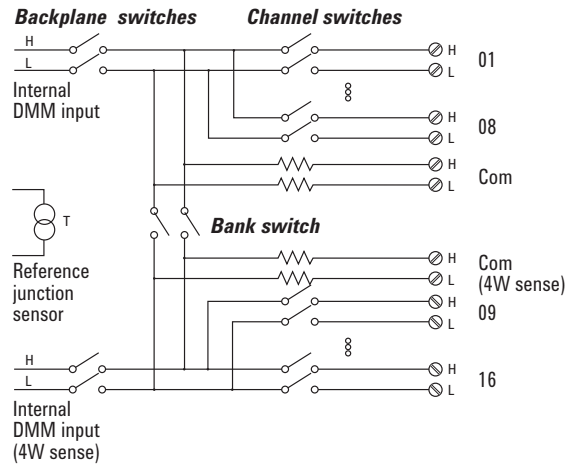 Backplane switches
Channel switches
H
L
Internal
DMM input
H
L
01
H
L
08
H
L
Com
T
Reference
junction
sensor
Bank switch
H
L
Com
(4W sense)
H
L
09
H
L
Internal
DMM input
(4W sense)
H
L
16